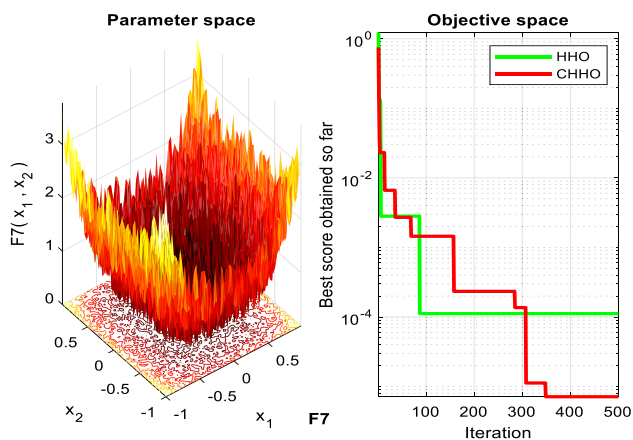 Parameter space
F7( x1 , x2 )
3
2
1
0
0.5
0
-0.5
-1
x2
-1
-0.5
0
0.5
x1
F7
Objective space
Best score obtained so far
10^0
10^-2
10^-4
HHO
CHHO
100
200
300
400
500
Iteration